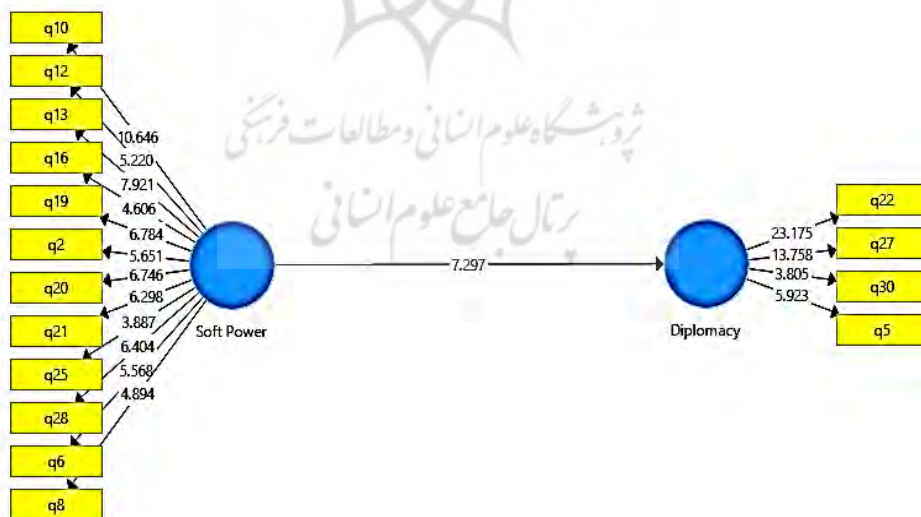 q10
q12
q13
q16
q19
q2
q20
q21
q25
q28
q6
q8
10.646
5.220
7.921
4.606
6.784
5.651
6.746
6.298
3.887
6.404
5.568
4.894
Soft Power
7.297
Diplomacy
23.175
13.758
3.805
5.923
q22
q27
q30
q5
پژوهشگاه علوم انسانی و مطالعات فرهنگی
پرتال جامع علوم انسانی